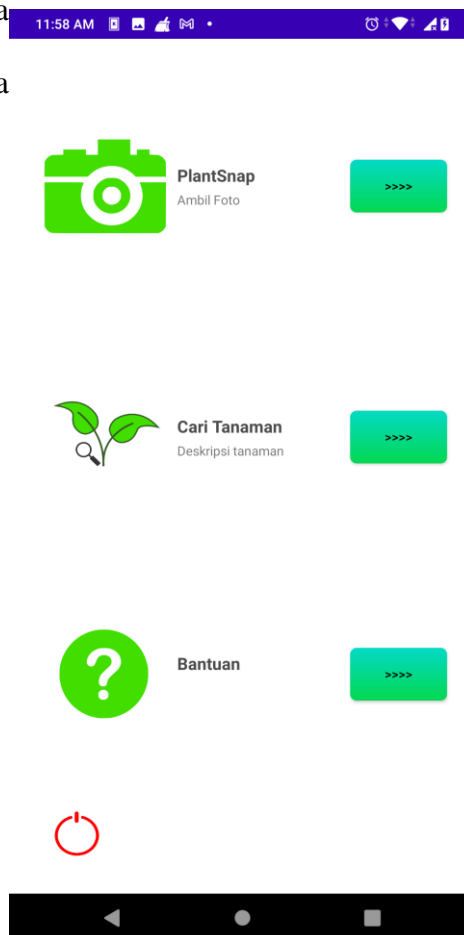 a
11:58 AM
a
PlantSnap
Ambil Foto
>>>>
Cari Tanaman
Deskripsi tanaman
>>>>
?
Bantuan
>>>>